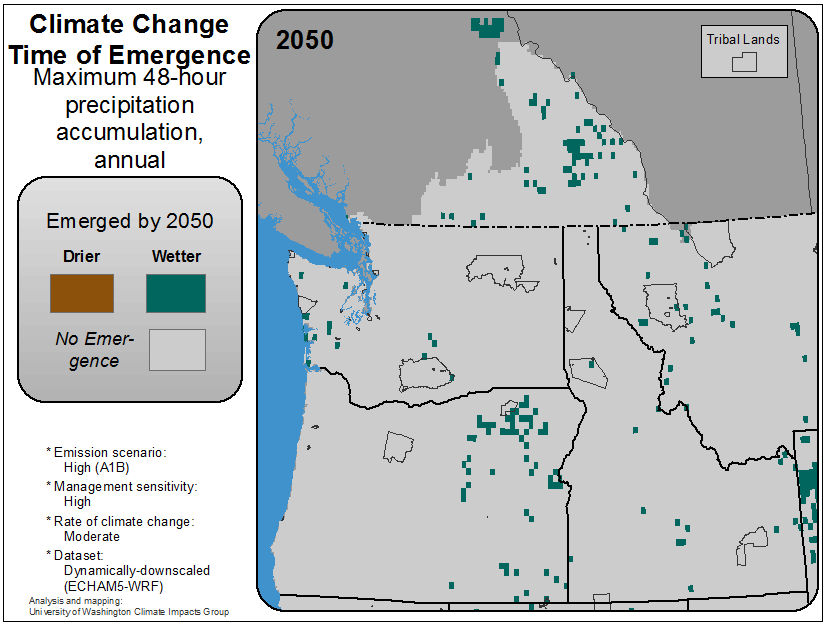 Climate Change
Time of Emergence
Maximum 48-hour
precipitation
accumulation,
annual
Emerged by 2050
Drier
Wetter
No Emer-
gence
* Emission scenario:
High (A1B)
* Management sensitivity:
High
* Rate of climate change:
Moderate
* Dataset:
Dynamically-downscaled
(ECHAM5-WRF)
Analysis and mapping:
University of Washington Climate Impacts Group
2050
Tribal Lands